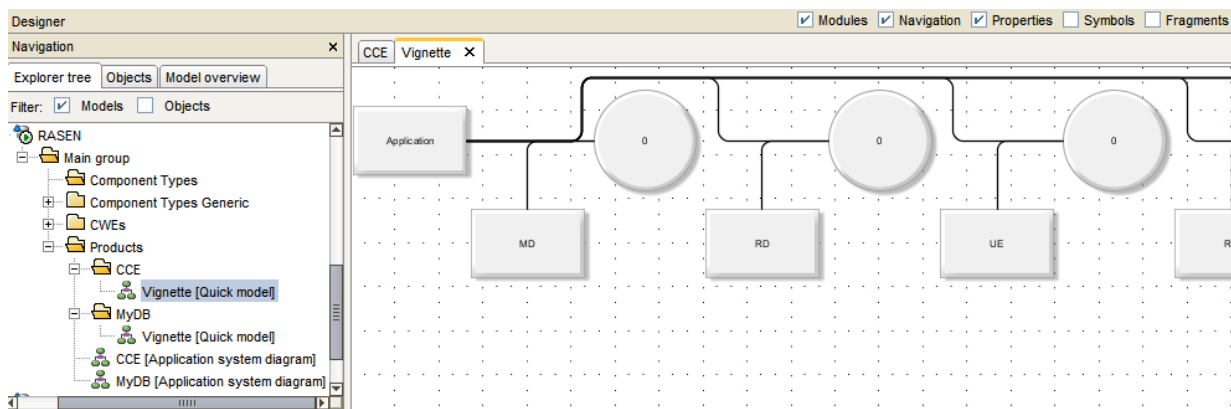 Designer
Modules Navigation Properties Symbols Fragments
Navigation
Explorer tree Objects Model overview
Filter: Models Objects
RASEN
Main group
Component Types
Component Types Generic
CWEs
Products
CCE
Vignette [Quick model]
MyDB
Vignette [Quick model]
CCE [Application system diagram]
MyDB [Application system diagram]
CCE Vignette
Application
0 0 0
MD RD UE R